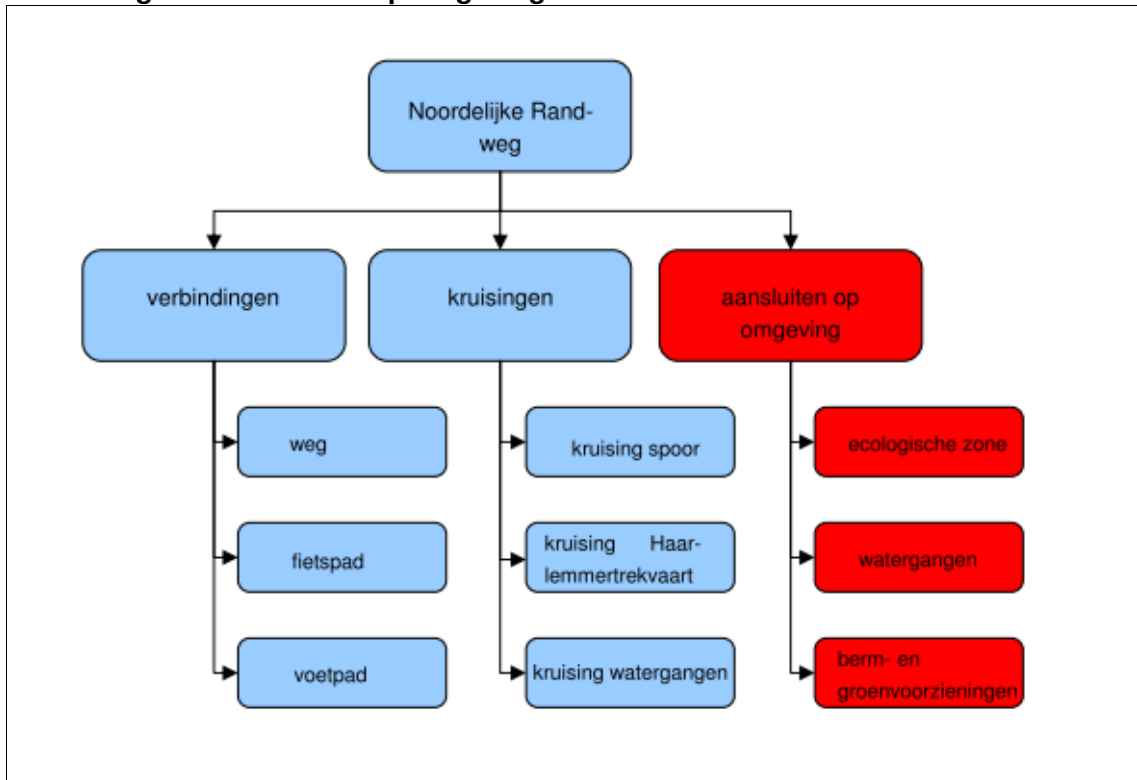 Noordelijke Rand-
weg
verbindingen
kruisingen
aansluiten op
omgeving
weg
fietspad
voetpad
kruising spoor
kruising Haar-
lemmertrekvaart
kruising watergangen
ecologische zone
watergangen
berm- en
groenvoorzieningen